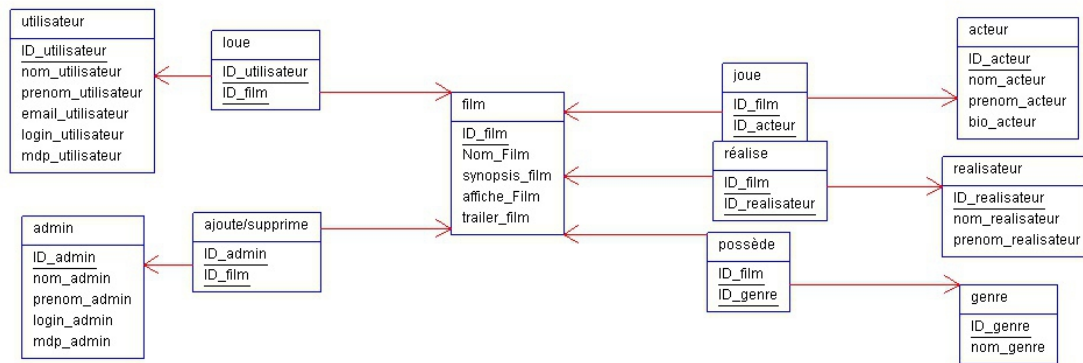 utilisateur
ID_utilisateur
nom_utilisateur
prenom_utilisateur
email_utilisateur
login_utilisateur
mdp_utilisateur
loue
ID_utilisateur
ID_film
admin
ID_admin
nom_admin
prenom_admin
login_admin
mdp_admin
ajoute/supprime
ID_admin
ID_film
film
ID_film
Nom_Film
synopsis_film
affiche_Film
trailer_film
joue
ID_film
ID_acteur
réalise
ID_film
ID_realisateur
possède
ID_film
ID_genre
acteur
ID_acteur
nom_acteur
prenom_acteur
bio_acteur
realisateur
ID_realisateur
nom_realisateur
prenom_realisateur
genre
ID_genre
nom_genre